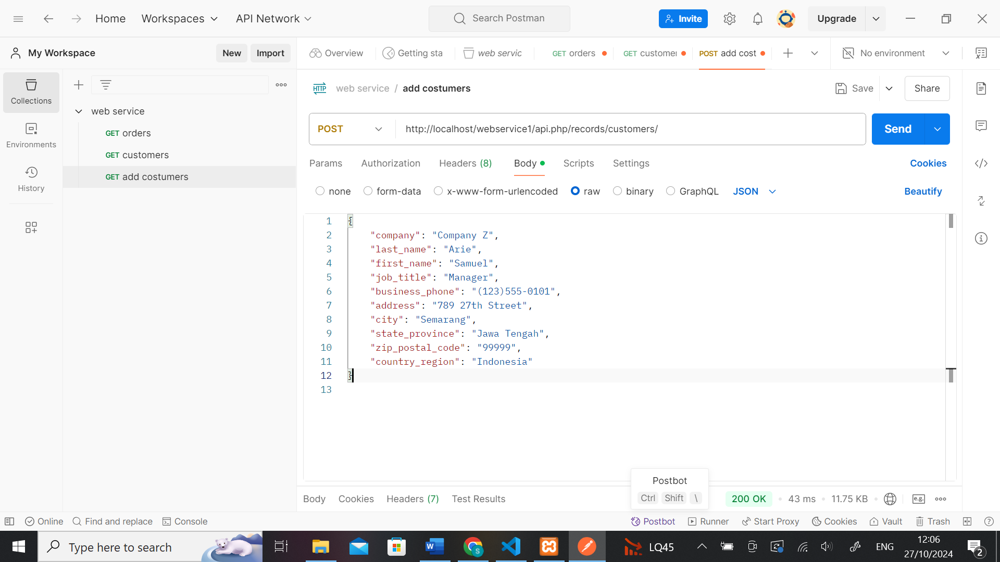 Home Workspaces API Network Search Postman Invite Upgrade
My Workspace New Import Overview Getting sta web servic GET orders GET customer POST add cost No environment
Collections
Environments
History
web service
GET orders
GET customers
GET add costumers
HTTP web service / add costumers Save Share
POST http://localhost/webservice1/api.php/records/customers/ Send
Params Authorization Headers (8) Body Scripts Settings Cookies
none form-data x-www-form-urlencoded raw binary GraphQL JSON Beautify
1 {
2 "company": "Company Z",
3 "last_name": "Arie",
4 "first_name": "Samuel",
5 "job_title": "Manager",
6 "business_phone": "(123)555-0101",
7 "address": "789 27th Street",
8 "city": "Semarang",
9 "state_province": "Jawa Tengah",
10 "zip_postal_code": "99999",
11 "country_region": "Indonesia"
12 }
13
Postbot
Ctrl Shift \
Body Cookies Headers (7) Test Results 200 OK • 43 ms • 11.75 KB • e.g.
Online Find and replace Console Postbot Runner Start Proxy Cookies Vault Trash
Type here to search LQ45 ENG 12:06
27/10/2024 2